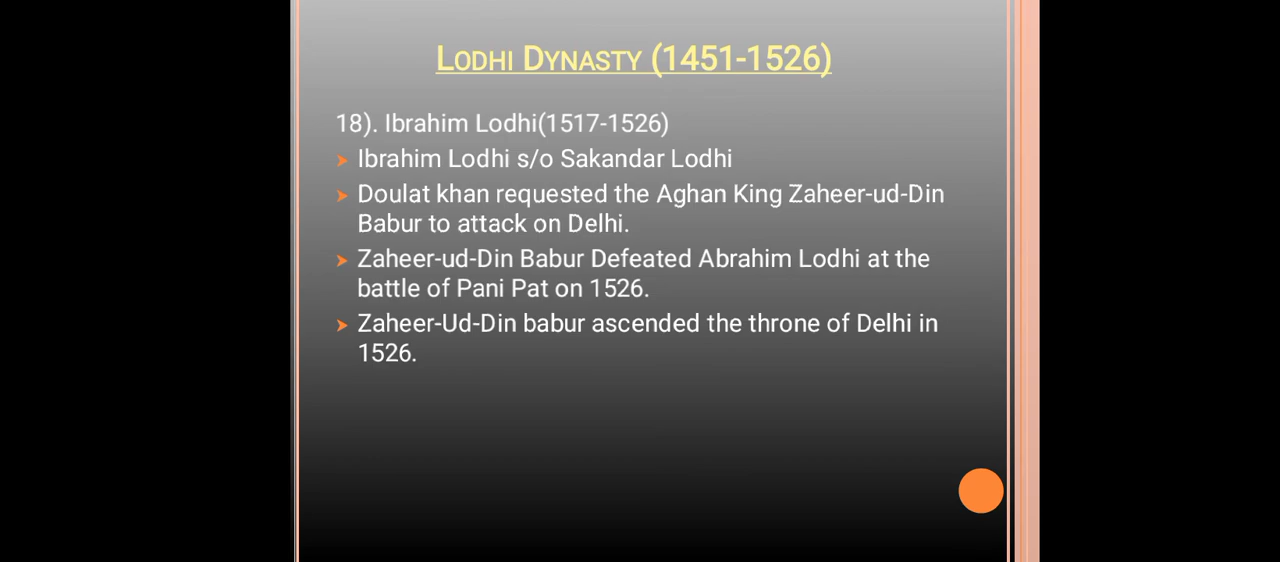 LODHI DYNASTY (1451-1526)
18). Ibrahim Lodhi(1517-1526)
Ibrahim Lodhi s/o Sakandar Lodhi
Doulat khan requested the Aghan King Zaheer-ud-Din
Babur to attack on Delhi.
Zaheer-ud-Din Babur Defeated Abrahim Lodhi at the
battle of Pani Pat on 1526.
Zaheer-Ud-Din babur ascended the throne of Delhi in
1526.